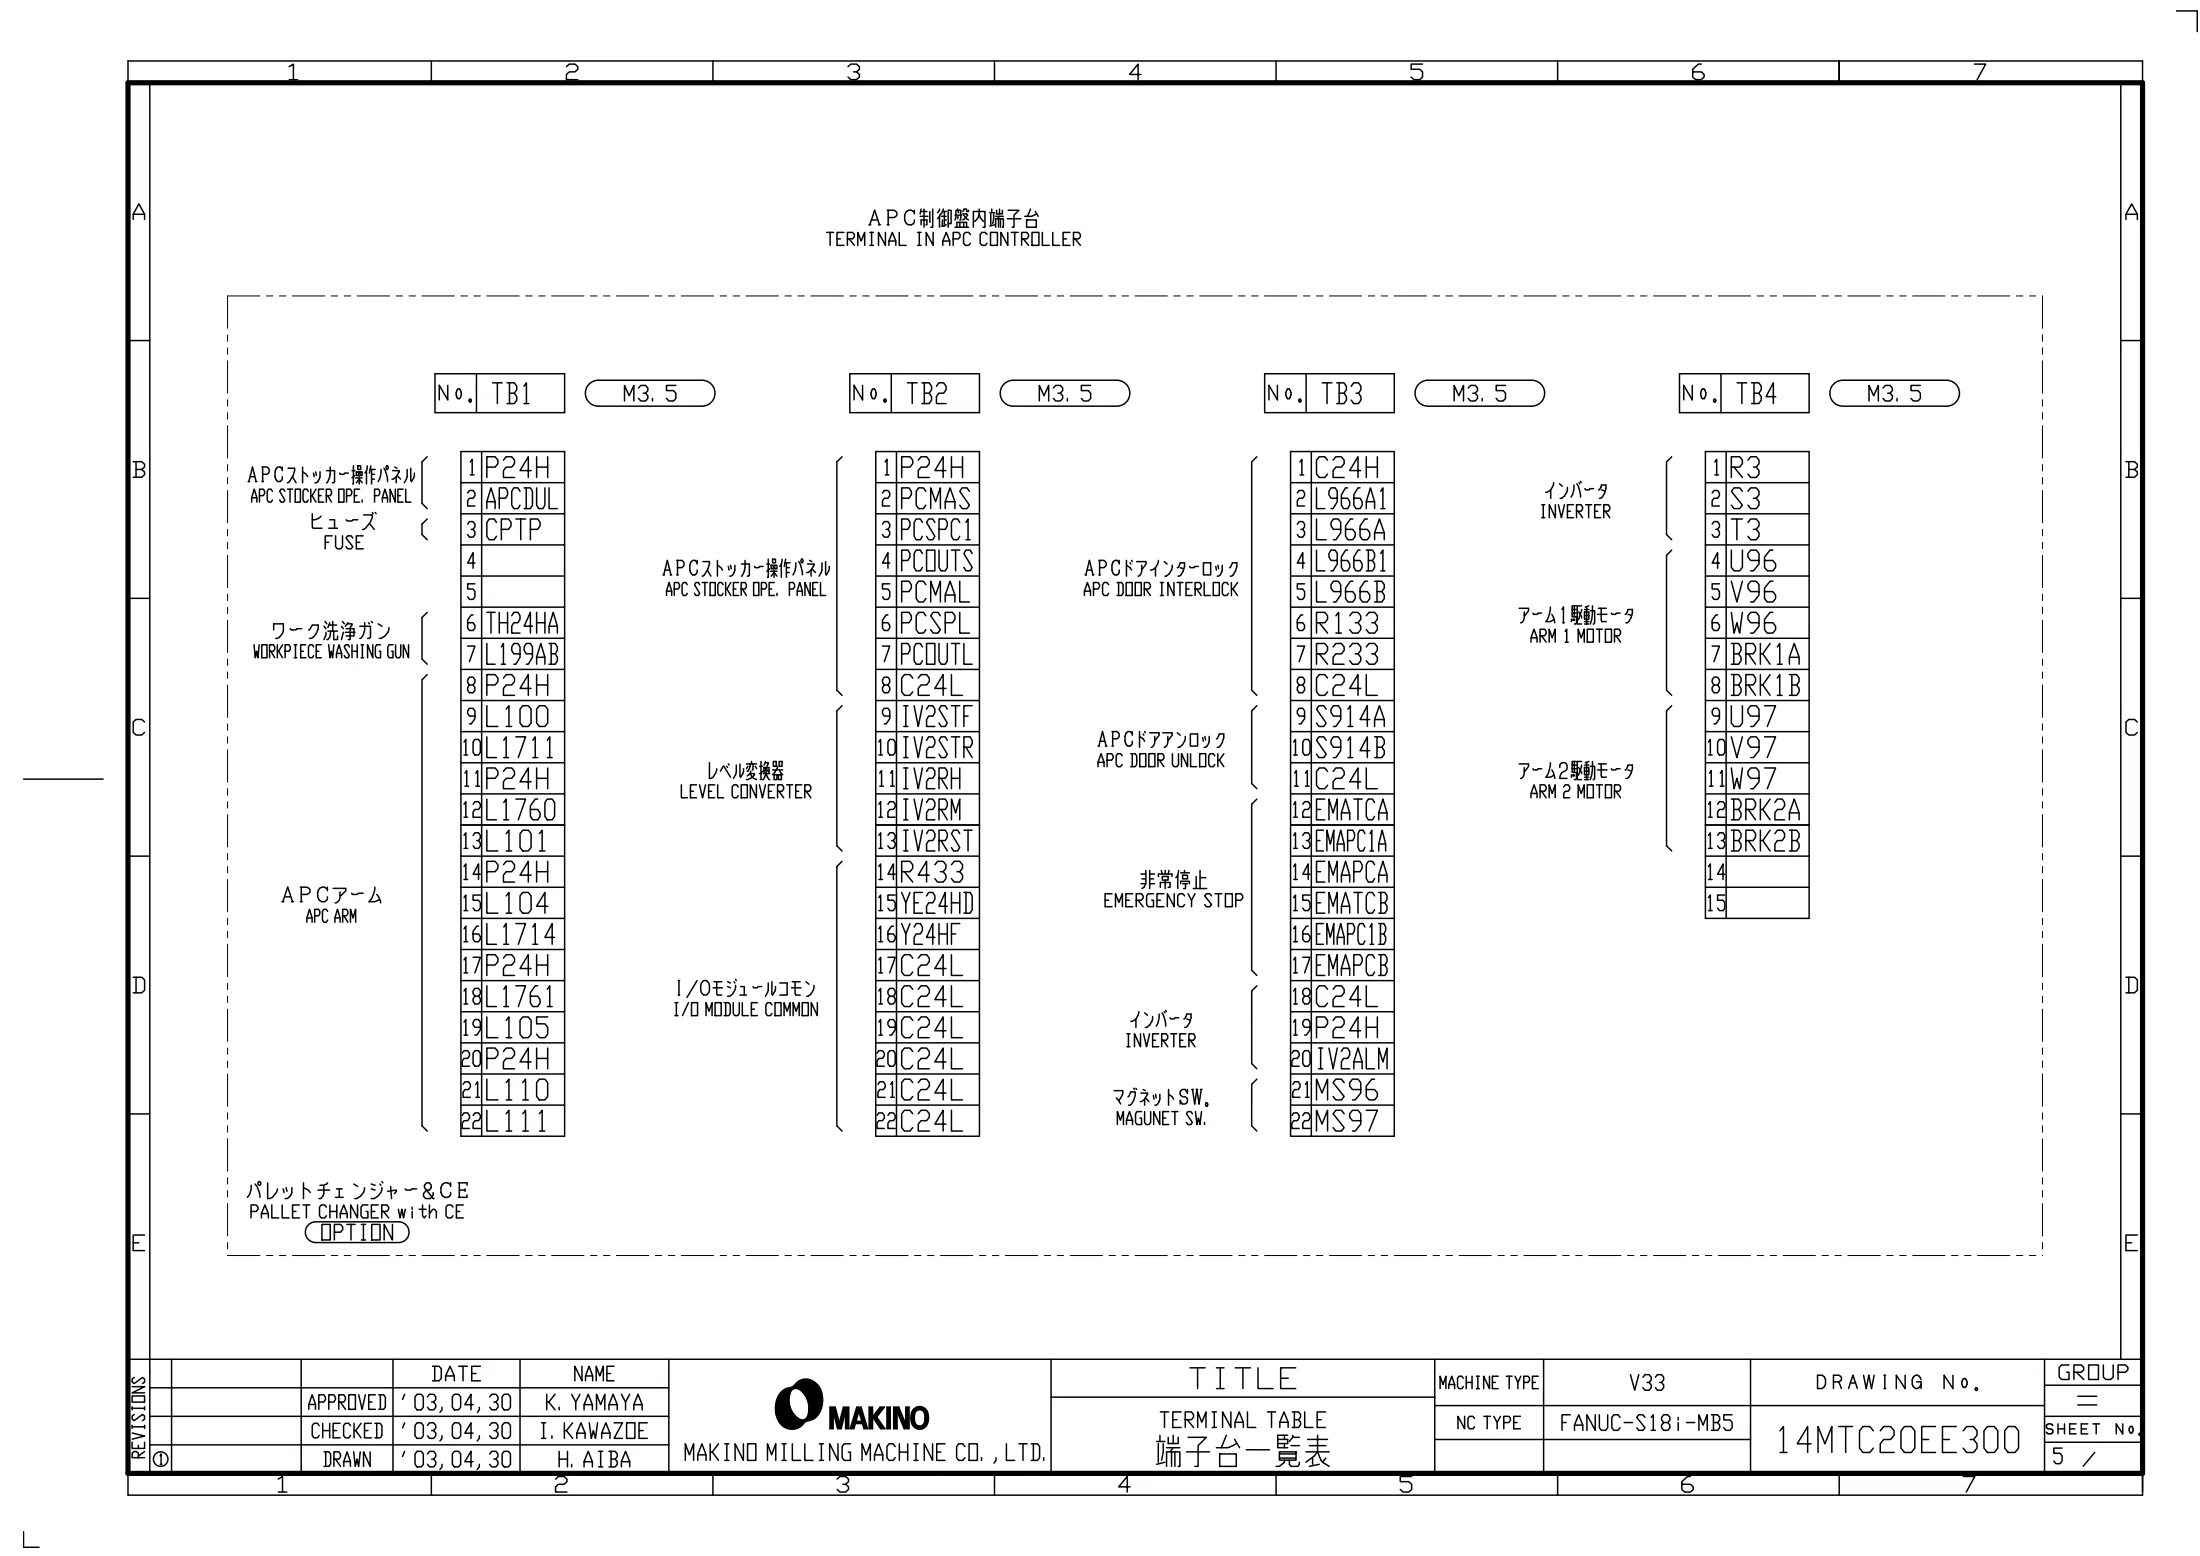 1 2 3 4 5 6 7
A A
B B
C C
D D
E E
APC制御盤内端子台
TERMINAL IN APC CONTROLLER
No. TB1 M3.5
APCストッカー操作パネル
APC STOCKER OPE. PANEL
ヒューズ
FUSE
ワーク洗浄ガン
WORKPIECE WASHING GUN
APCアーム
APC ARM
1 P24H
2 APCDUL
3 CPTP
4
5
6 TH24HA
7 L199AB
8 P24H
9 L100
10 L1711
11 P24H
12 L1760
13 L101
14 P24H
15 L104
16 L1714
17 P24H
18 L1761
19 L105
20 P24H
21 L110
22 L111
No. TB2 M3.5
APCストッカー操作パネル
APC STOCKER OPE. PANEL
レベル変換器
LEVEL CONVERTER
I/Oモジュールコモン
I/O MODULE COMMON
1 P24H
2 PCMAS
3 PCSPC1
4 PCOUTS
5 PCMAL
6 PCSPL
7 PCOUTL
8 C24L
9 IV2STF
10 IV2STR
11 IV2RH
12 IV2RM
13 IV2RST
14 R433
15 YE24HD
16 Y24HF
17 C24L
18 C24L
19 C24L
20 C24L
21 C24L
22 C24L
No. TB3 M3.5
APCドアインターロック
APC DOOR INTERLOCK
APCドアアンロック
APC DOOR UNLOCK
非常停止
EMERGENCY STOP
インバータ
INVERTER
マグネットSW.
MAGUNET SW.
1 C24H
2 L966A1
3 L966A
4 L966B1
5 L966B
6 R133
7 R233
8 C24L
9 S914A
10 S914B
11 C24L
12 EMATCA
13 EMAPC1A
14 EMAPCA
15 EMATCB
16 EMAPC1B
17 EMAPCB
18 C24L
19 P24H
20 IV2ALM
21 MS96
22 MS97
No. TB4 M3.5
インバータ
INVERTER
アーム1駆動モータ
ARM 1 MOTOR
アーム2駆動モータ
ARM 2 MOTOR
1 R3
2 S3
3 T3
4 U96
5 V96
6 W96
7 BRK1A
8 BRK1B
9 U97
10 V97
11 W97
12 BRK2A
13 BRK2B
14
15
パレットチェンジャー＆CE
PALLET CHANGER with CE
OPTION
REVISIONS
①
DATE NAME
APPROVED '03,04,30 K. YAMAYA
CHECKED '03,04,30 I. KAWAZOE
DRAWN '03,04,30 H. AIBA
MAKINO
MAKINO MILLING MACHINE CO.,LTD.
TITLE
TERMINAL TABLE
端子台一覧表
MACHINE TYPE V33
NC TYPE FANUC-S18i-MB5
DRAWING No.
14MTC20EE300
GROUP
=
SHEET No.
5 /
1 2 3 4 5 6 7